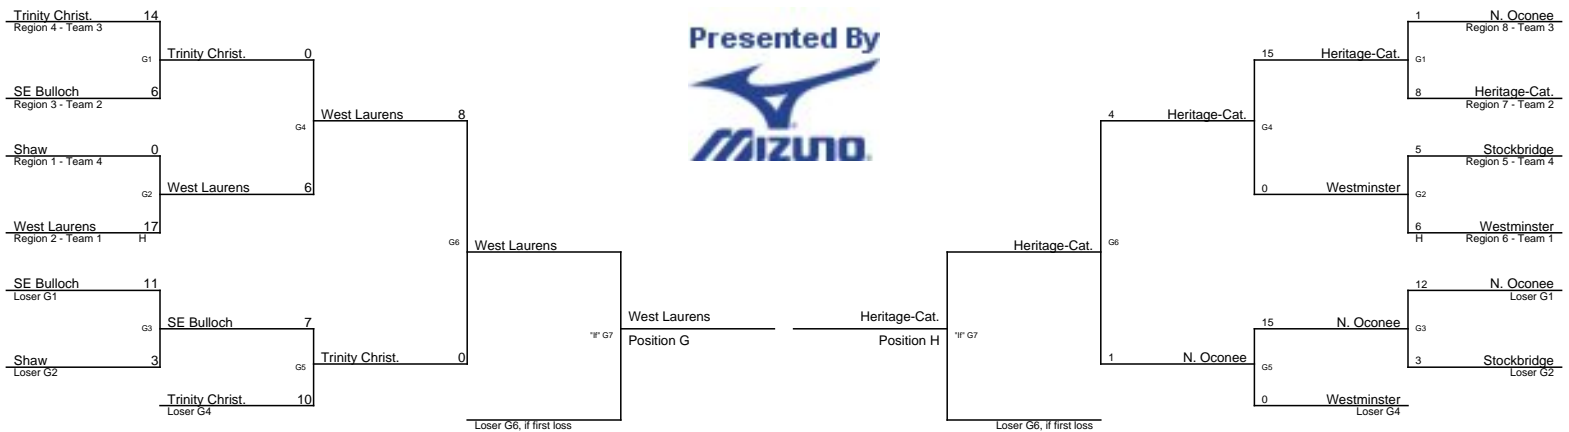 Trinity Christ. 14
Region 4 - Team 3
G1
Trinity Christ. 0
SE Bulloch 6
Region 3 - Team 2
G4
West Laurens 8
Shaw 0
Region 1 - Team 4
G2
West Laurens 6
West Laurens 17
Region 2 - Team 1 H
G6
West Laurens
SE Bulloch 11
Loser G1
G3
SE Bulloch 7
Shaw 3
Loser G2
G5
Trinity Christ. 0
Trinity Christ. 10
Loser G4
"If" G7
West Laurens
Position G
Loser G6, if first loss
Presented By
MIZUNO
1 N. Oconee
Region 8 - Team 3
15 Heritage-Cat.
G1
8 Heritage-Cat.
Region 7 - Team 2
4 Heritage-Cat.
G4
5 Stockbridge
Region 5 - Team 4
0 Westminster
G2
6 Westminster
H Region 6 - Team 1
Heritage-Cat.
G6
12 N. Oconee
Loser G1
15 N. Oconee
G3
3 Stockbridge
Loser G2
1 N. Oconee
G5
0 Westminster
Loser G4
Heritage-Cat.
Position H
"If" G7
Loser G6, if first loss